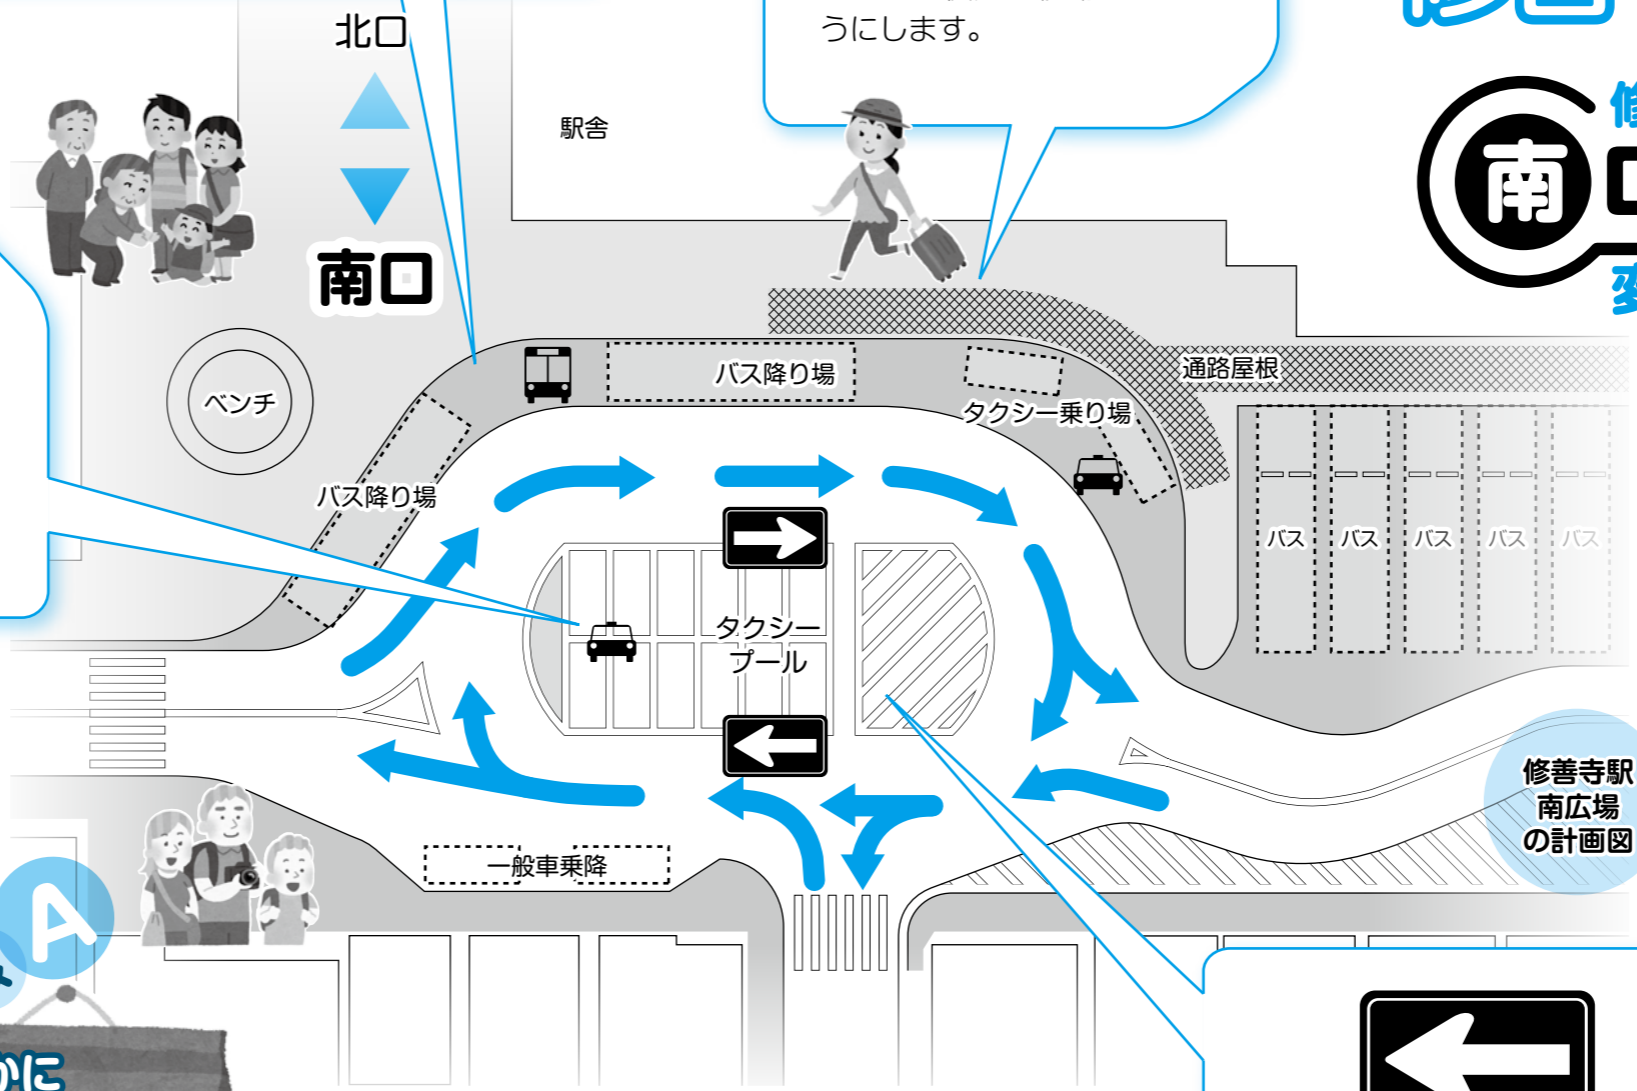 北口
うにします。
駅舎
南
南口
ベンチ
バス降り場
バス降り場
タクシー乗り場
通路屋根
バス
バス
バス
バス
バス
タクシー
プール
修善寺駅
南広場
の計画図
一般車乗降
A
かに